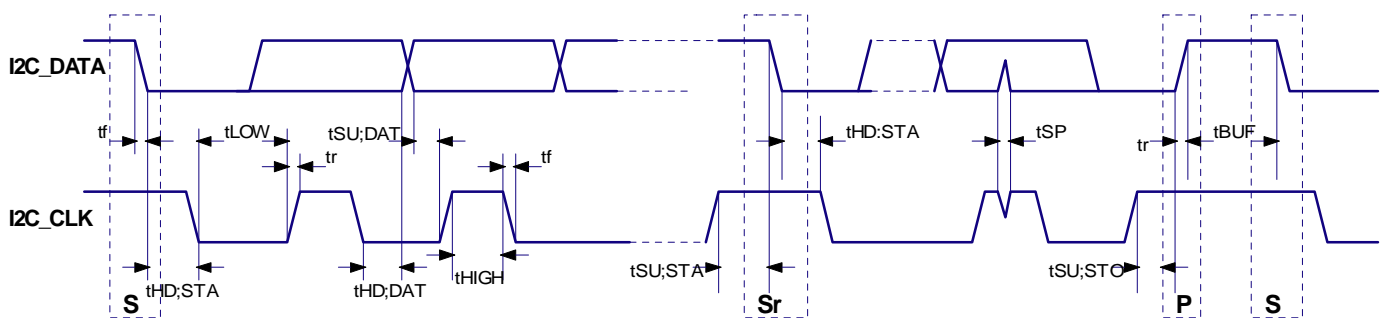 I2C_DATA
tf
tLOW
tSU;DAT
tHD:STA
tSP
tBUF
tr
tf
tr
I2C_CLK
tHD;STA
tHD;DAT
tHIGH
tSU;STA
tSU;STO
S
Sr
P
S